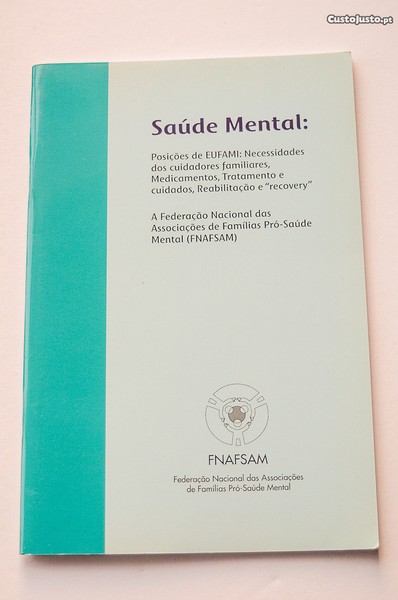 CustoJusto.pt
Saúde Mental:
Posições de EUFAMI: Necessidades
dos cuidadores familiares,
Medicamentos, Tratamento e
cuidados, Reabilitação e "recovery"
A Federação Nacional das
Associações de Famílias Pró-Saúde
Mental (FNAFSAM)
FNAFSAM
Federação Nacional das Associações
de Famílias Pró-Saúde Mental